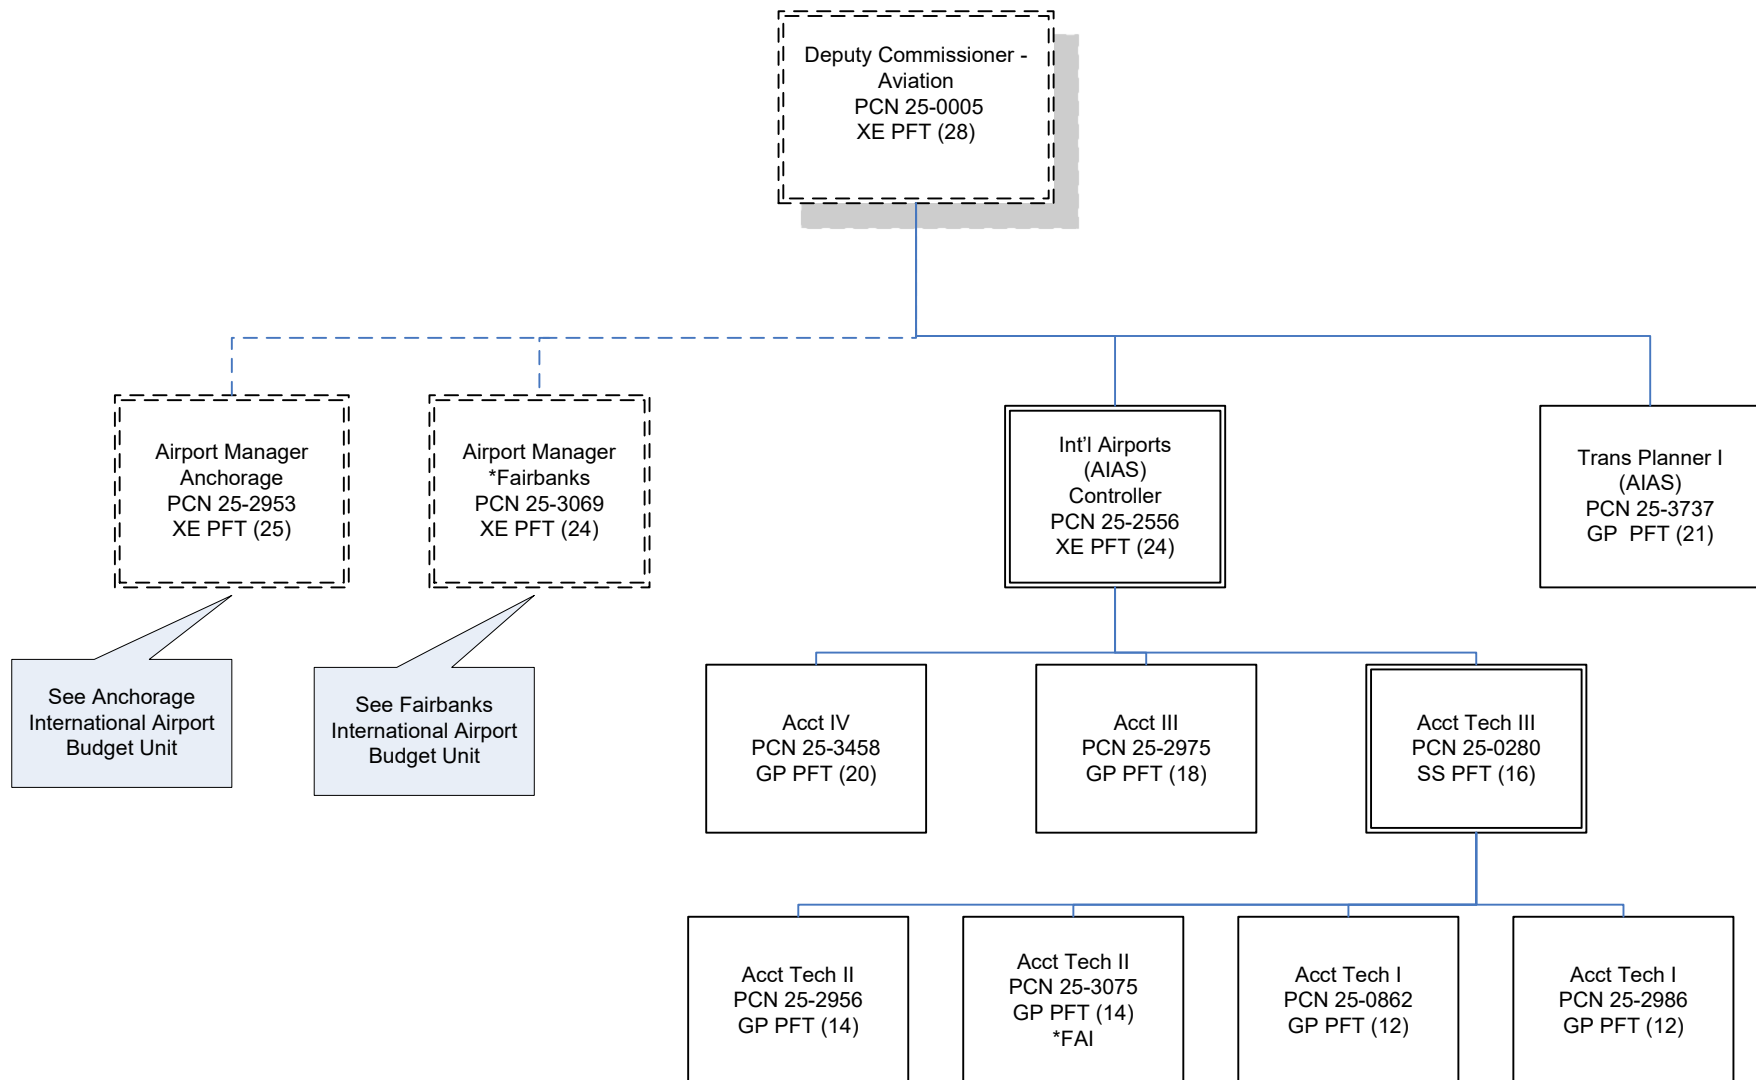 Deputy Commissioner -
Aviation
PCN 25-0005
XE PFT (28)
Airport Manager
Anchorage
PCN 25-2953
XE PFT (25)
Airport Manager
*Fairbanks
PCN 25-3069
XE PFT (24)
Int'l Airports
(AIAS)
Controller
PCN 25-2556
XE PFT (24)
Trans Planner I
(AIAS)
PCN 25-3737
GP  PFT (21)
See Anchorage
International Airport
Budget Unit
See Fairbanks
International Airport
Budget Unit
Acct IV
PCN 25-3458
GP PFT (20)
Acct III
PCN 25-2975
GP PFT (18)
Acct Tech III
PCN 25-0280
SS PFT (16)
Acct Tech II
PCN 25-2956
GP PFT (14)
Acct Tech II
PCN 25-3075
GP PFT (14)
*FAI
Acct Tech I
PCN 25-0862
GP PFT (12)
Acct Tech I
PCN 25-2986
GP PFT (12)